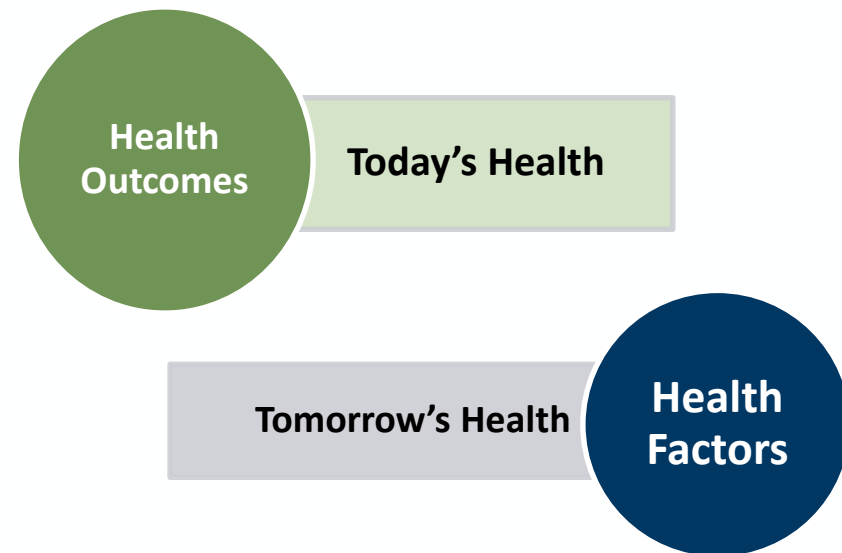 Health
Outcomes
Today’s Health
Tomorrow’s Health
Health
Factors